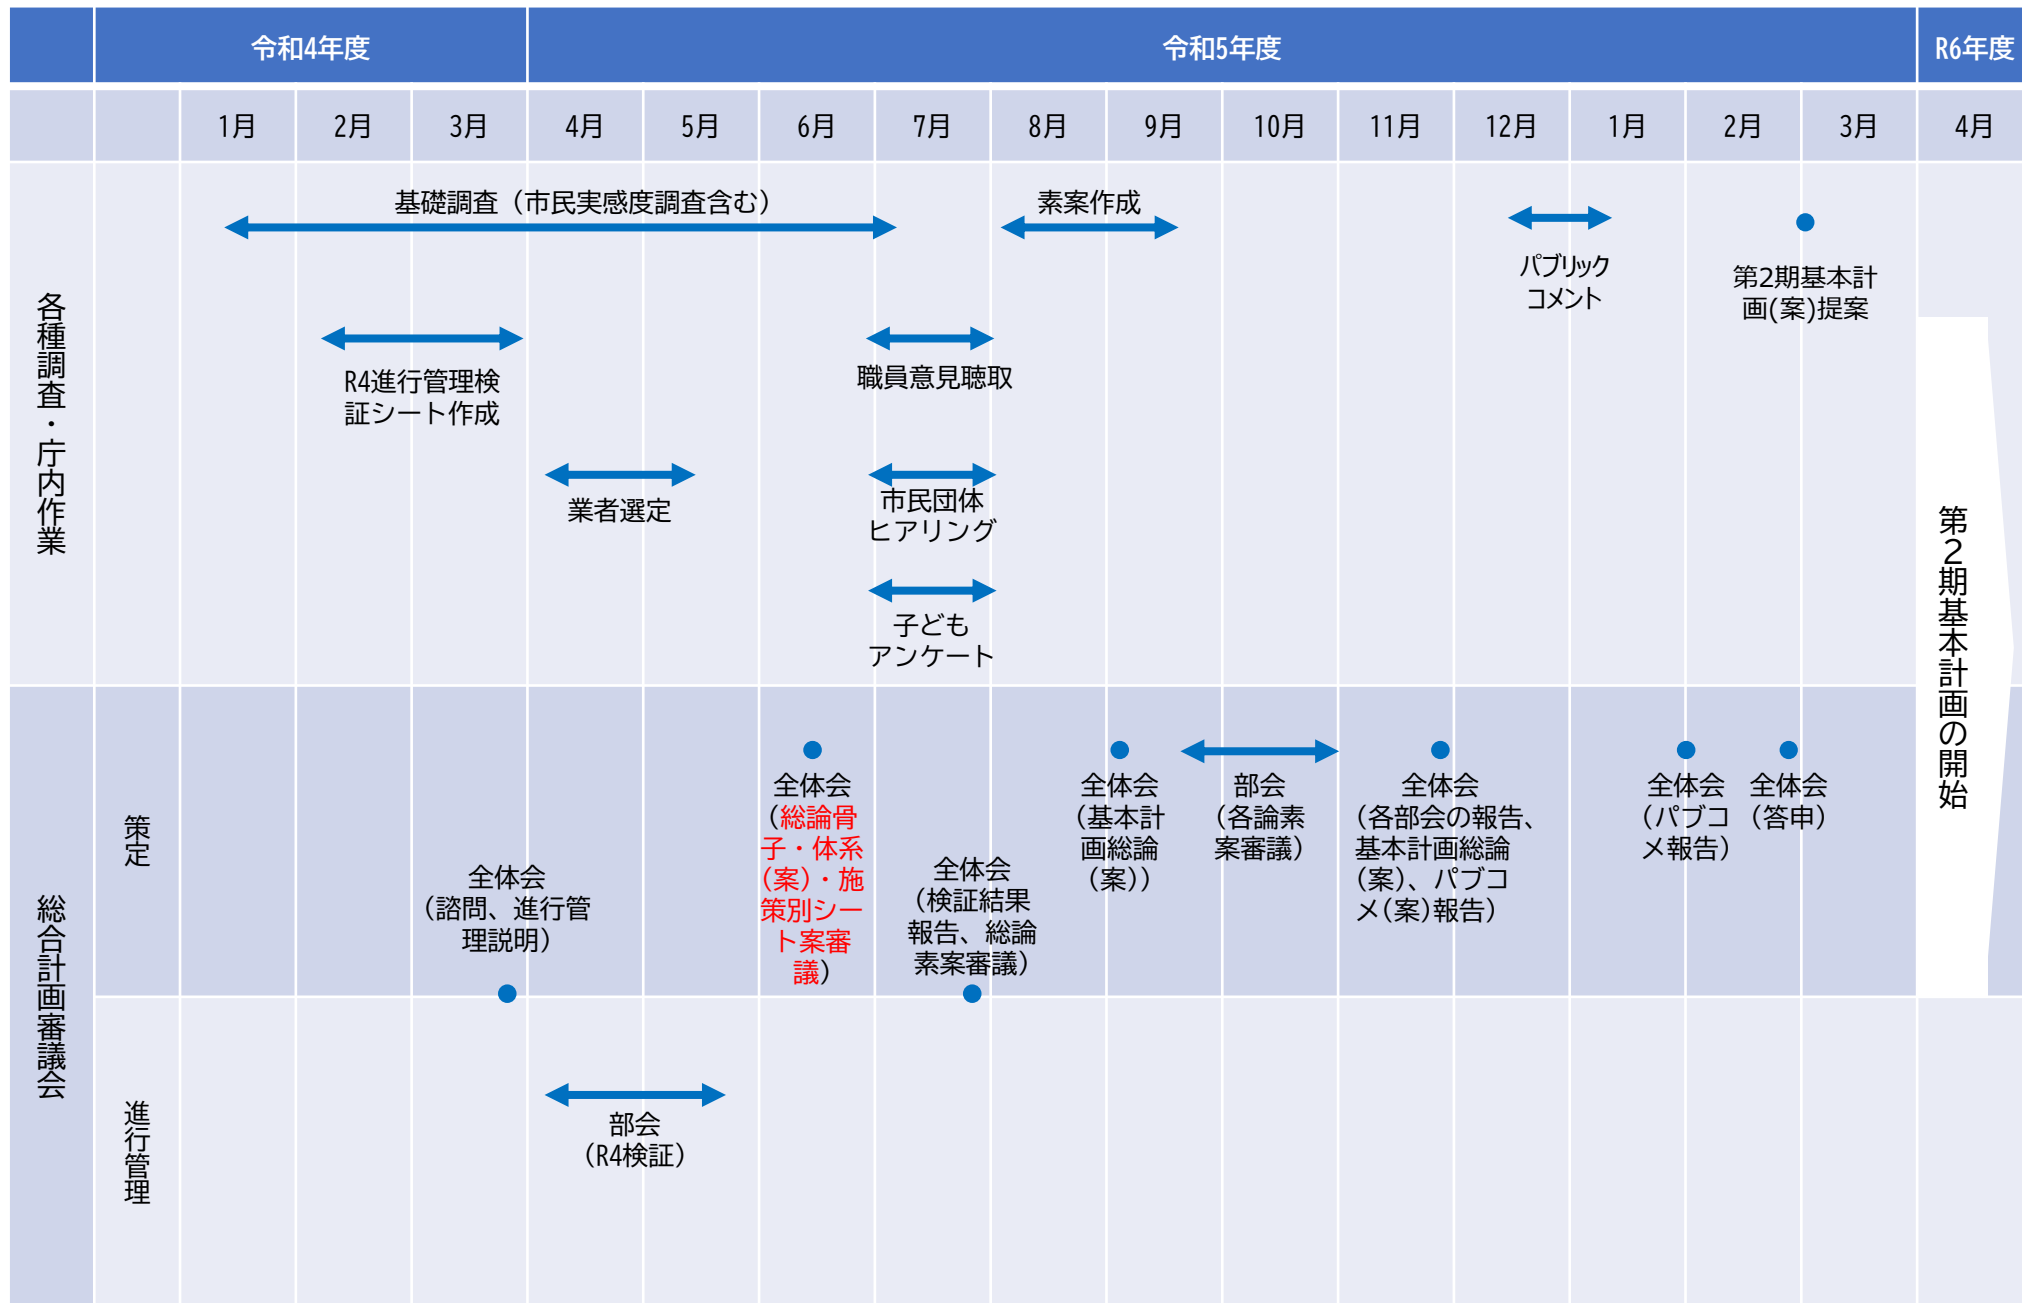 令和4年度
令和5年度
R6年度
1月
2月
3月
4月
5月
6月
7月
8月
9月
10月
11月
12月
1月
2月
3月
4月
各種調査・庁内作業
基礎調査（市民実感度調査含む）
素案作成
パブリック
コメント
第2期基本計
画(案)提案
R4進行管理検
証シート作成
職員意見聴取
業者選定
市民団体
ヒアリング
子ども
アンケート
第２期基本計画の開始
総合計画審議会
策定
全体会
（諮問、進行管
理説明）
全体会
（総論骨
子・体系
(案)・施
策別シー
ト案審
議）
全体会
（検証結果
報告、総論
素案審議）
全体会
（基本計
画総論
(案)）
部会
（各論素
案審議）
全体会
（各部会の報告、
基本計画総論
(案)、パブコ
メ(案)報告）
全体会
（パブコ
メ報告）
全体会
（答申）
進行管理
部会
（R4検証）